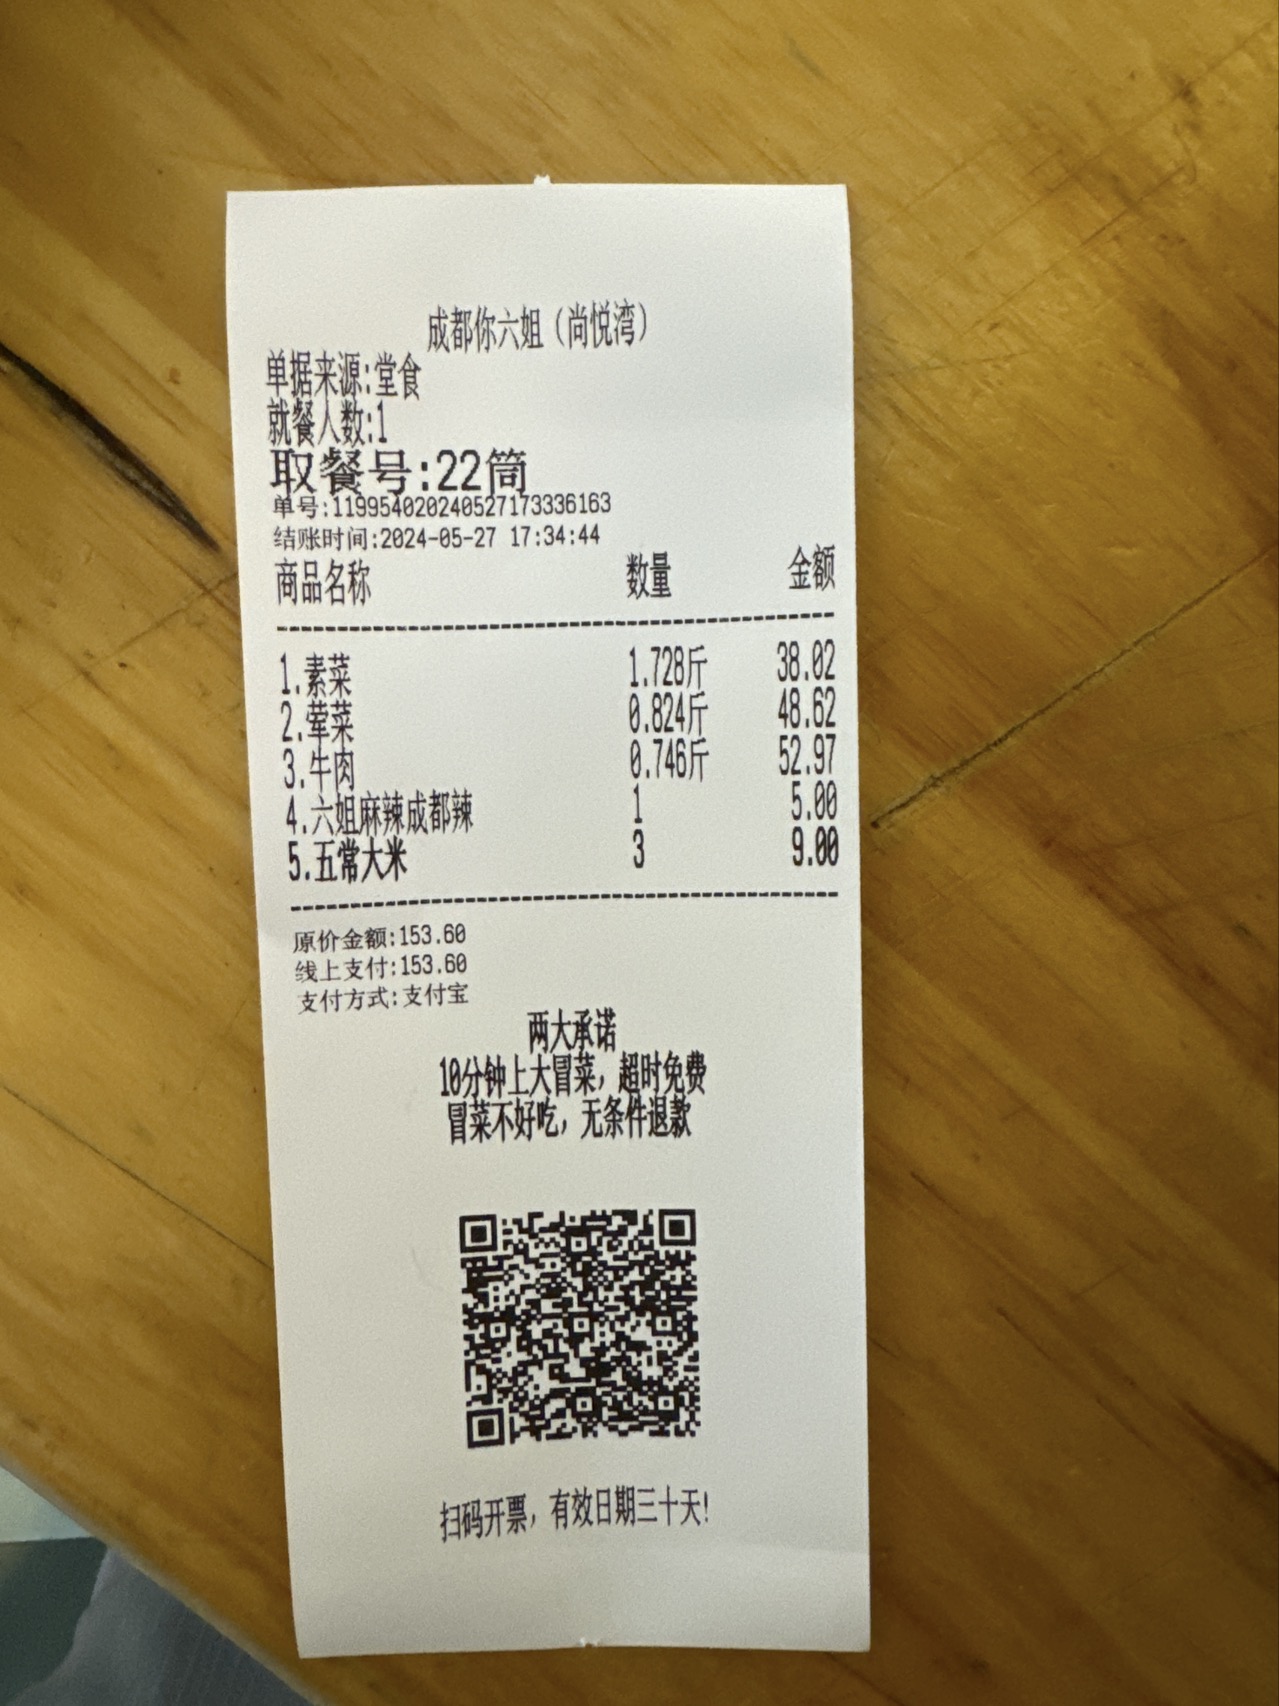 成都你六姐（尚悦湾）
单据来源:堂食
就餐人数:1
取餐号:22筒
单号:119954020240527173336163
结账时间:2024-05-27 17:34:44
商品名称 数量 金额
1.素菜 1.728斤 38.02
2.荤菜 0.824斤 48.62
3.牛肉 0.746斤 52.97
4.六姐麻辣成都辣 1 5.00
5.五常大米 3 9.00
原价金额:153.60
线上支付:153.60
支付方式:支付宝
两大承诺
10分钟上大冒菜，超时免费
冒菜不好吃，无条件退款
扫码开票，有效日期三十天!